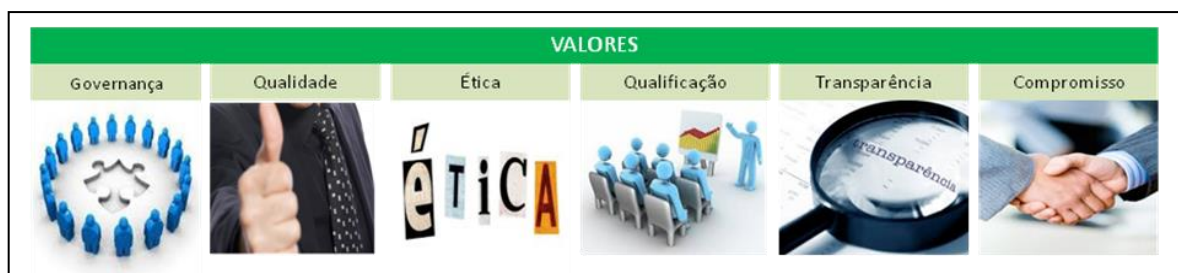 VALORES
Governança Qualidade Ética Qualificação Transparência Compromisso
éTiCA transparência